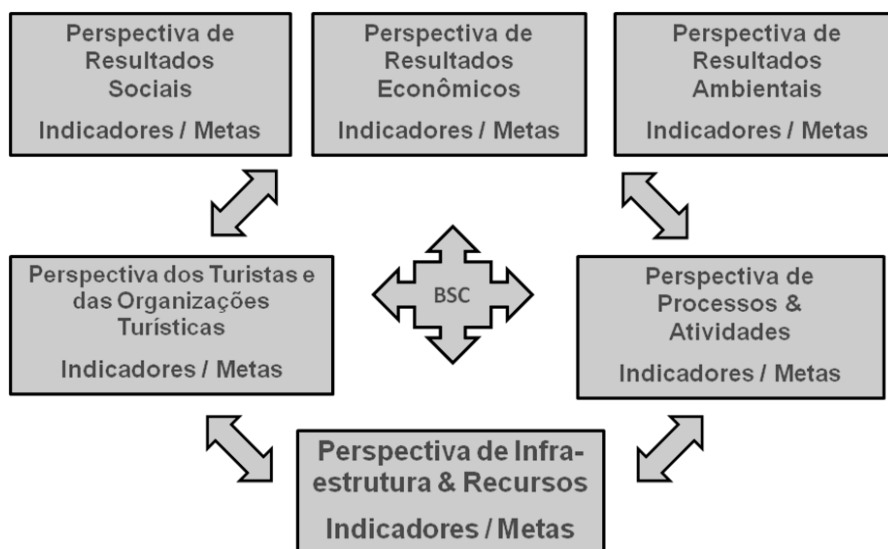 Perspectiva de
Resultados
Sociais
Indicadores / Metas
Perspectiva de
Resultados
Econômicos
Indicadores / Metas
Perspectiva de
Resultados
Ambientais
Indicadores / Metas
Perspectiva dos Turistas e
das Organizações
Turísticas
Indicadores / Metas
BSC
Perspectiva de
Processos &
Atividades
Indicadores / Metas
Perspectiva de Infra-
estrutura & Recursos
Indicadores / Metas